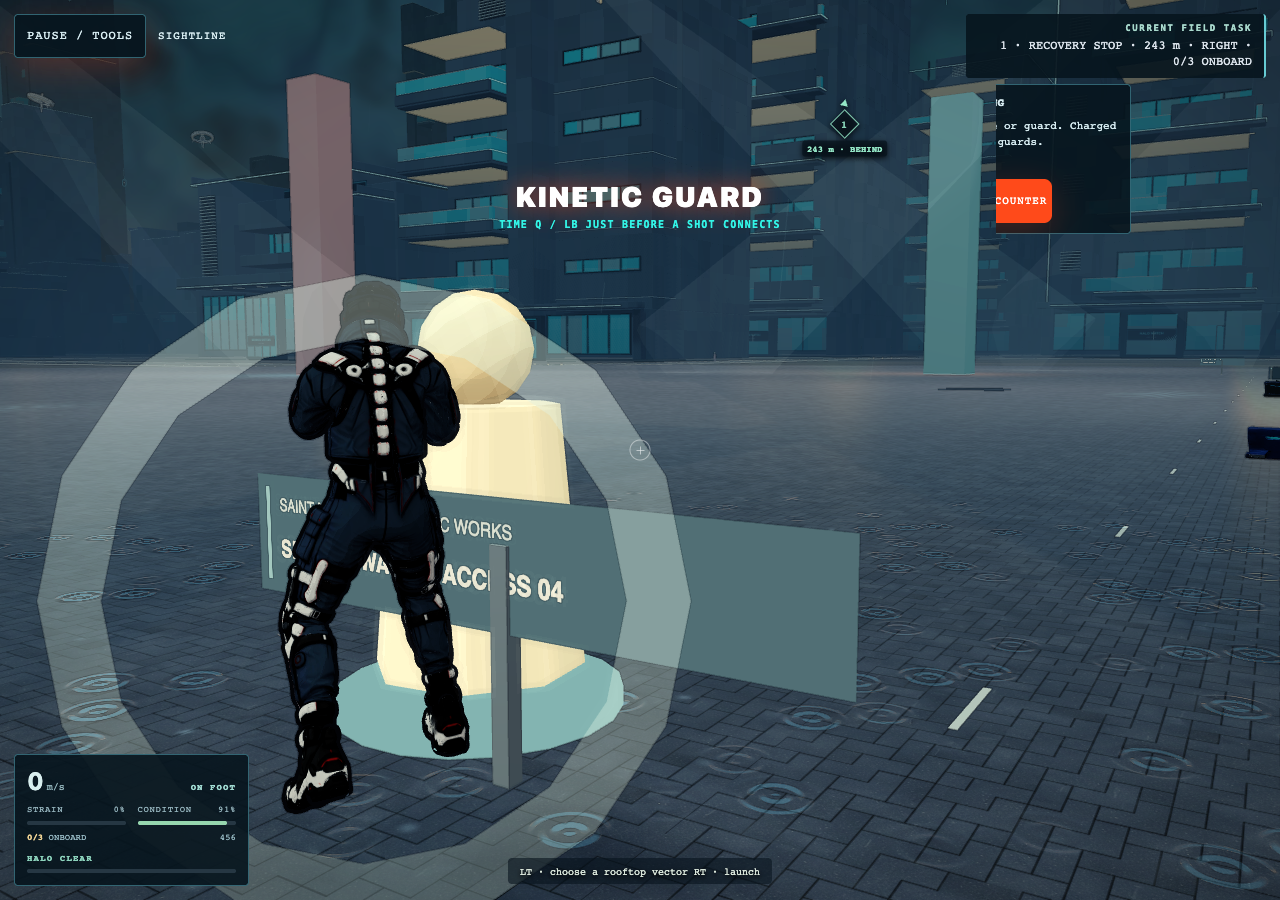 PAUSE / TOOLS
SIGHTLINE
CURRENT FIELD TASK
1 · RECOVERY STOP · 243 m · RIGHT ·
0/3 ONBOARD
or guard. Charged
guards.
COUNTER
1
243 m · BEHIND
KINETIC GUARD
TIME Q / LB JUST BEFORE A SHOT CONNECTS
SAINT
WORKS
ACCESS 04
0 m/s
ON FOOT
STRAIN 0% CONDITION 91%
0/3 ONBOARD 456
HALO CLEAR
LT · choose a rooftop vector RT · launch